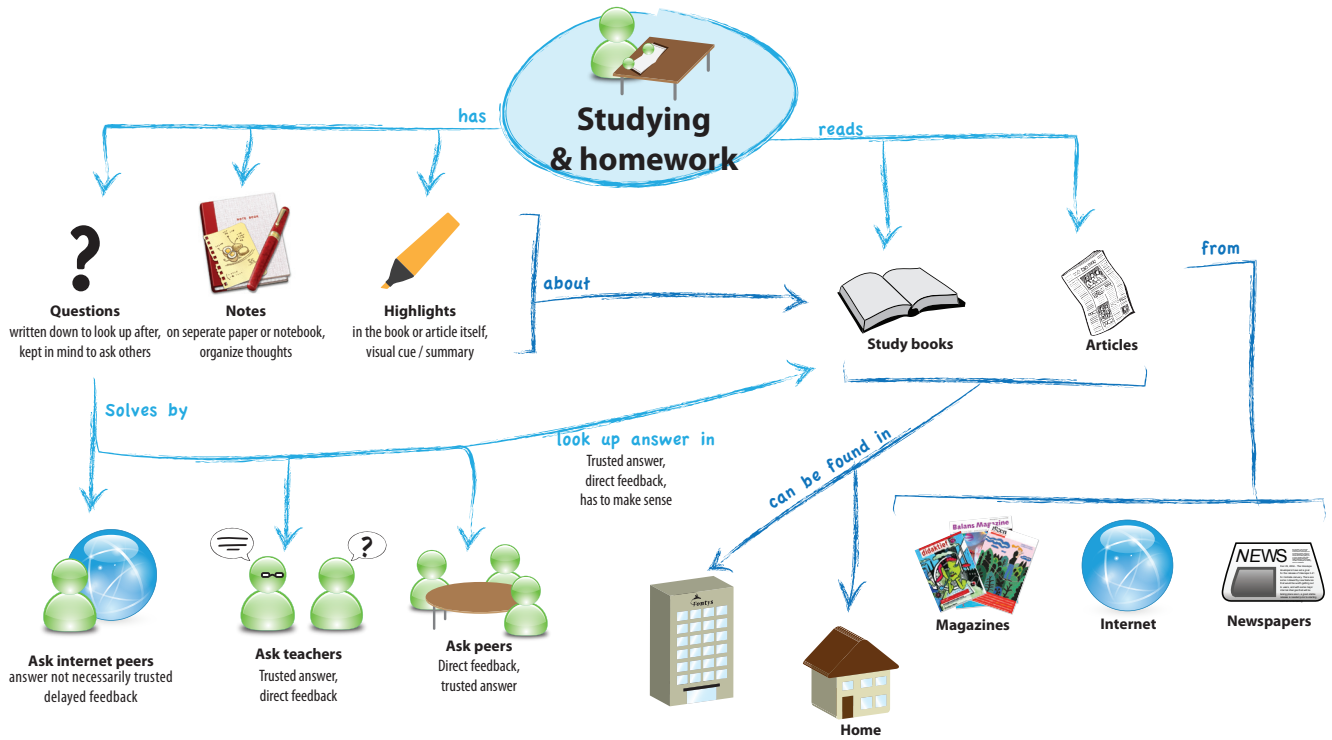 Studying
& homework
has
reads
Questions
written down to look up after,
kept in mind to ask others
NOTE BOOK
Notes
on seperate paper or notebook,
organize thoughts
Highlights
in the book or article itself,
visual cue / summary
about
Study books
Articles
from
Solves by
look up answer in
Trusted answer,
direct feedback,
has to make sense
can be found in
Ask internet peers
answer not necessarily trusted
delayed feedback
?
Ask teachers
Trusted answer,
direct feedback
Ask peers
Direct feedback,
trusted answer
Fontys
Home
Balans Magazine
didaktief
Magazines
Internet
NEWS
Newspapers